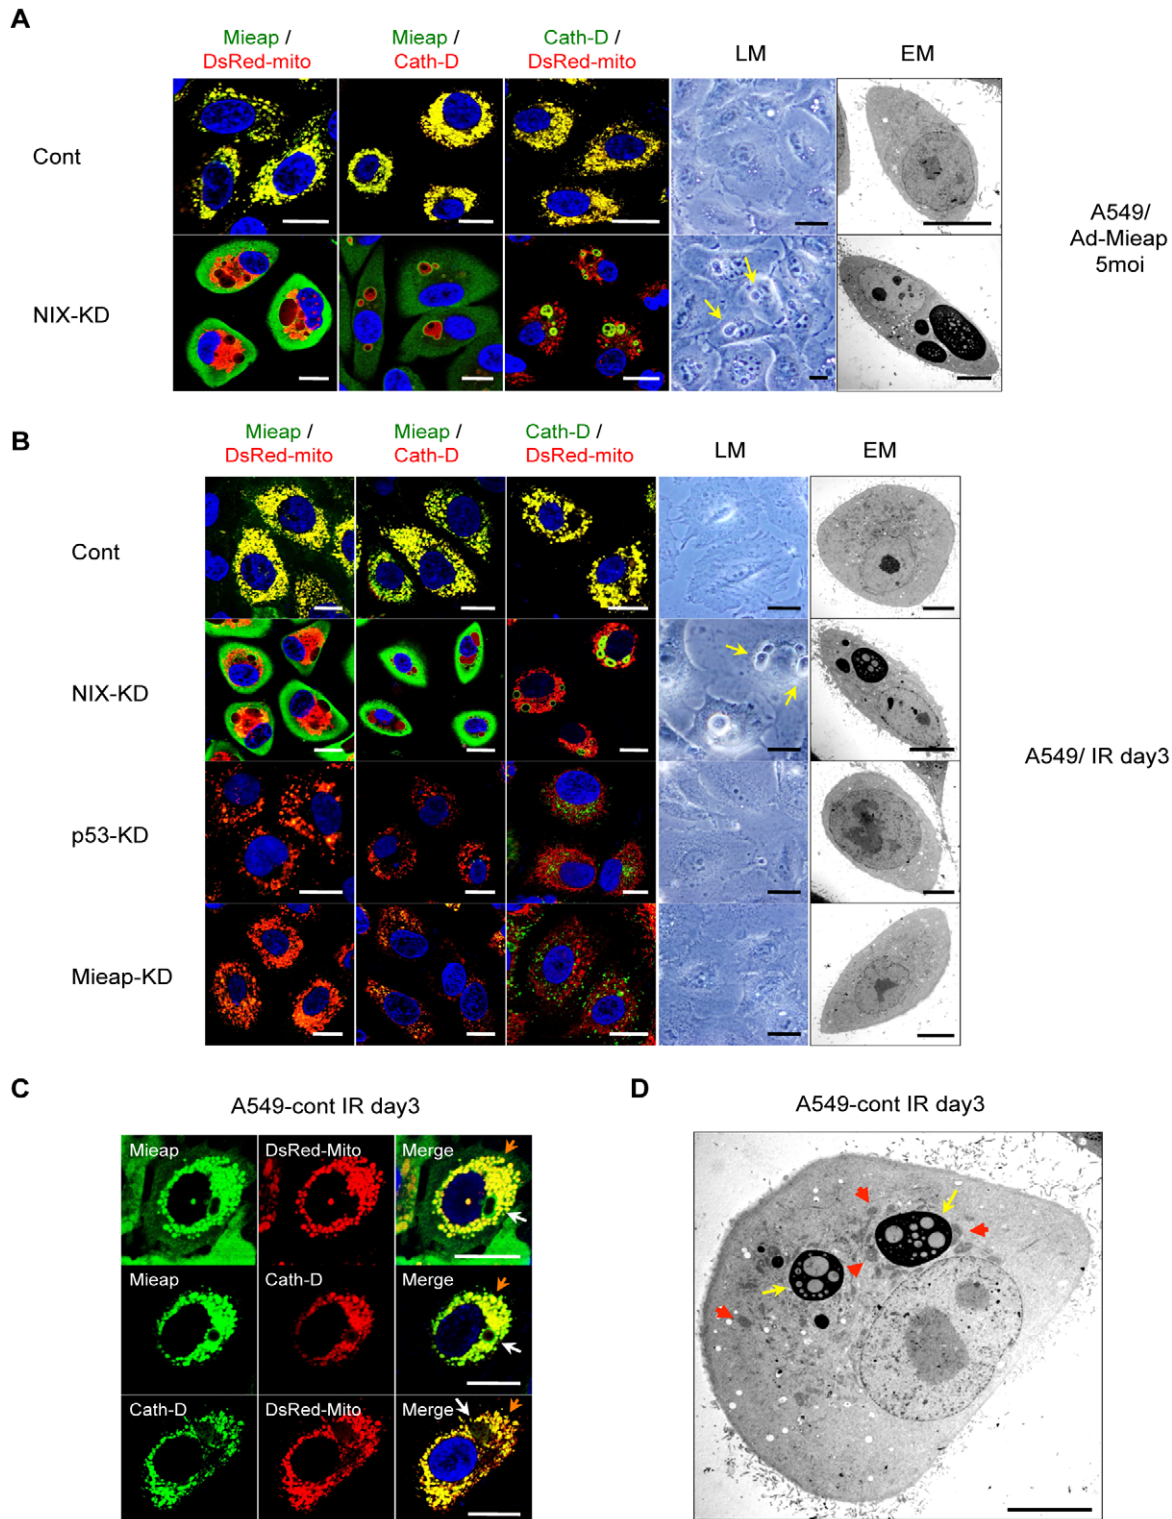 A
Mieap /
DsRed-mito
Mieap /
Cath-D
Cath-D /
DsRed-mito
LM
EM
Cont
NIX-KD
A549/
Ad-Mieap
5moi
B
Mieap /
DsRed-mito
Mieap /
Cath-D
Cath-D /
DsRed-mito
LM
EM
Cont
NIX-KD
p53-KD
Mieap-KD
A549/ IR day3
C
A549-cont IR day3
Mieap
DsRed-Mito
Merge
Mieap
Cath-D
Merge
Cath-D
DsRed-Mito
Merge
D
A549-cont IR day3